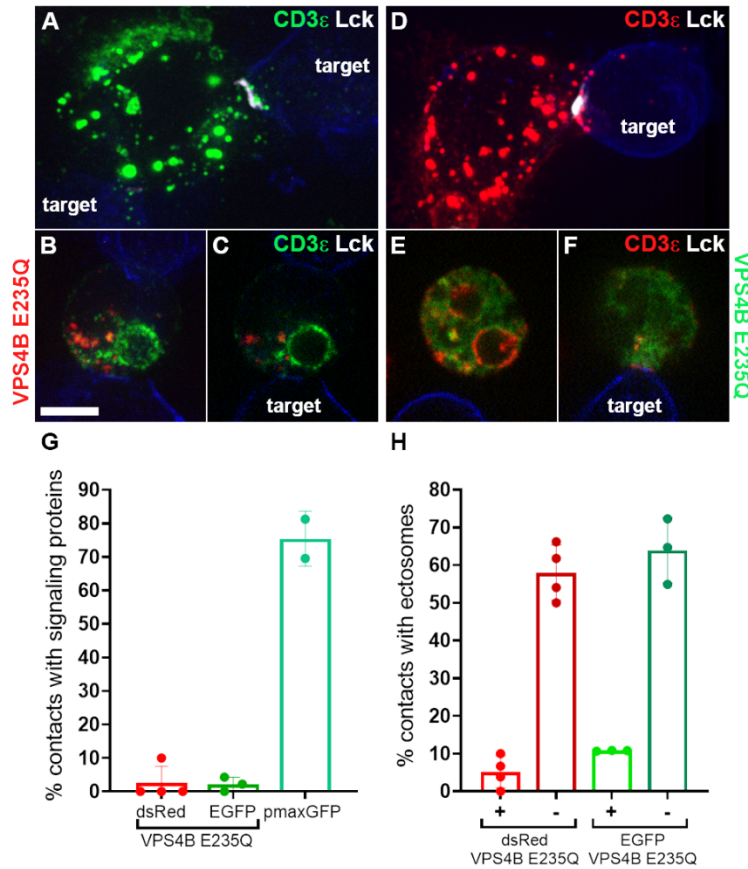 A CD3ε Lck
target
target
D CD3ε Lck
target
VPS4B E235Q
B
C CD3ε Lck
target
E
F CD3ε Lck
target
VPS4B E235Q
G
% contacts with signaling proteins
90
80
70
60
50
40
30
20
10
0
dsRed EGFP pmaxGFP
VPS4B E235Q
H
% contacts with ectosomes
80
70
60
50
40
30
20
10
0
+ - + -
dsRed EGFP
VPS4B E235Q VPS4B E235Q